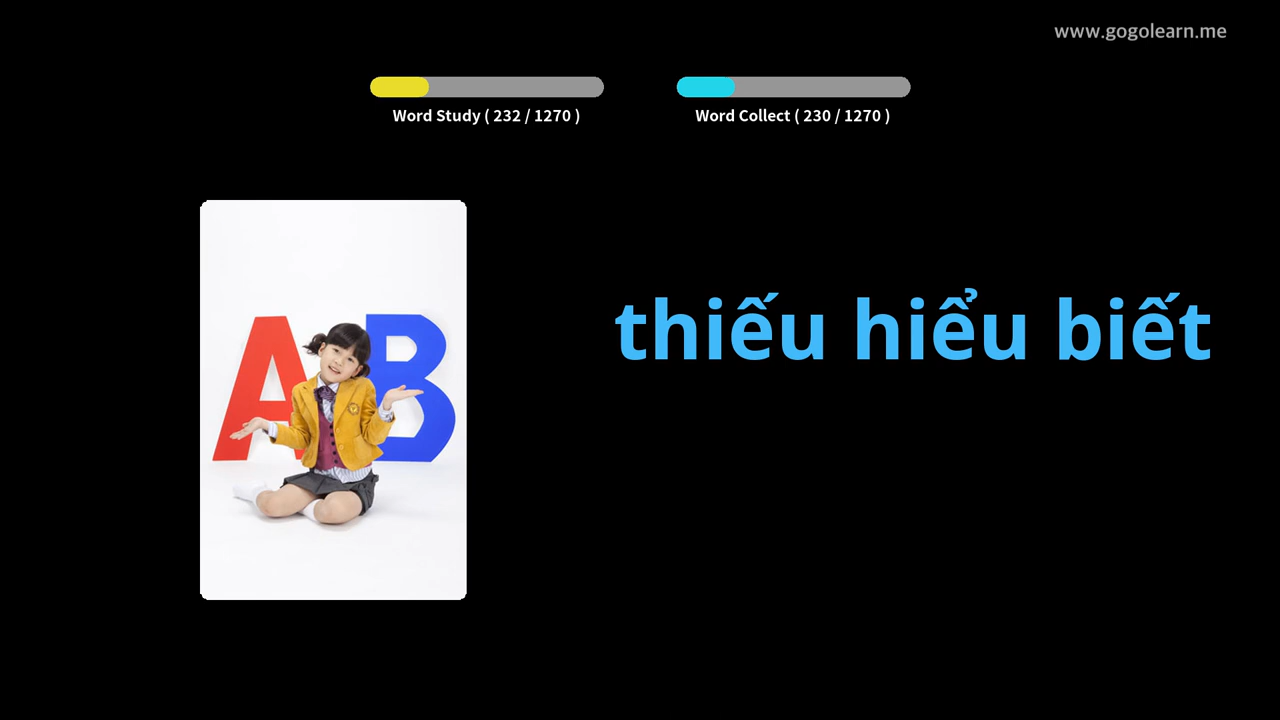 www.gogolearn.me
Word Study ( 232 / 1270 )
Word Collect ( 230 / 1270 )
A B
thiếu hiểu biết